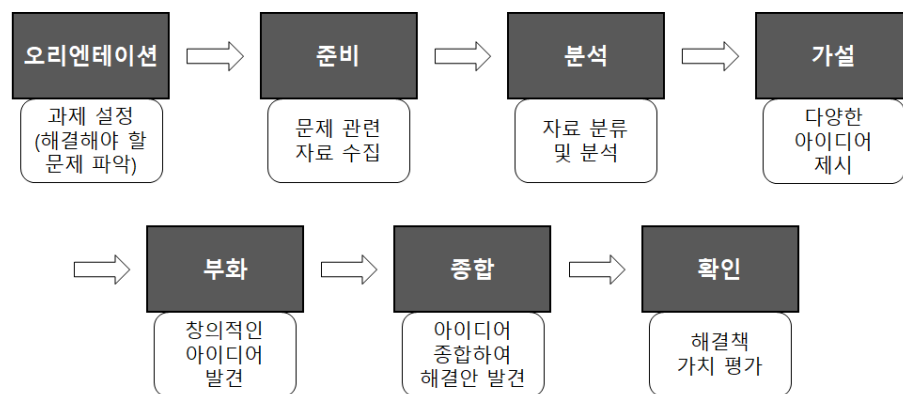 오리엔테이션
과제 설정
(해결해야 할
문제 파악)
준비
문제 관련
자료 수집
분석
자료 분류
및 분석
가설
다양한
아이디어
제시
부화
창의적인
아이디어
발견
종합
아이디어
종합하여
해결안 발견
확인
해결책
가치 평가